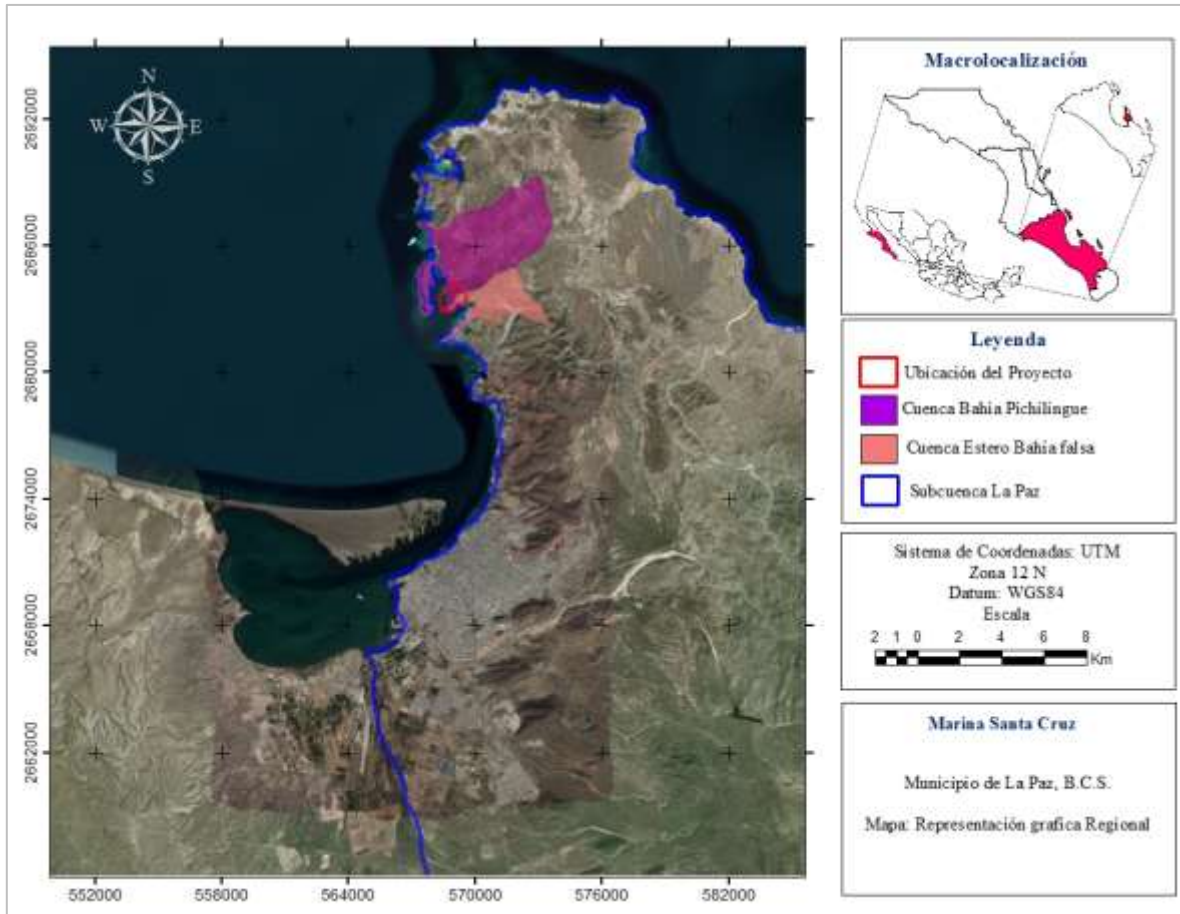 N
W E
S
2692000
2686000
2680000
2674000
2668000
2662000
552000 558000 564000 570000 576000 582000
Macrolocalización
Leyenda
Ubicación del Proyecto
Cuenca Bahia Pichilingue
Cuenca Estero Bahia falsa
Subcuenca La Paz
Sistema de Coordenadas: UTM
Zona 12 N
Datum: WGS84
Escala
2 1 0 2 4 6 8
Km
Marina Santa Cruz
Municipio de La Paz, B.C.S.
Mapa: Representación grafica Regional